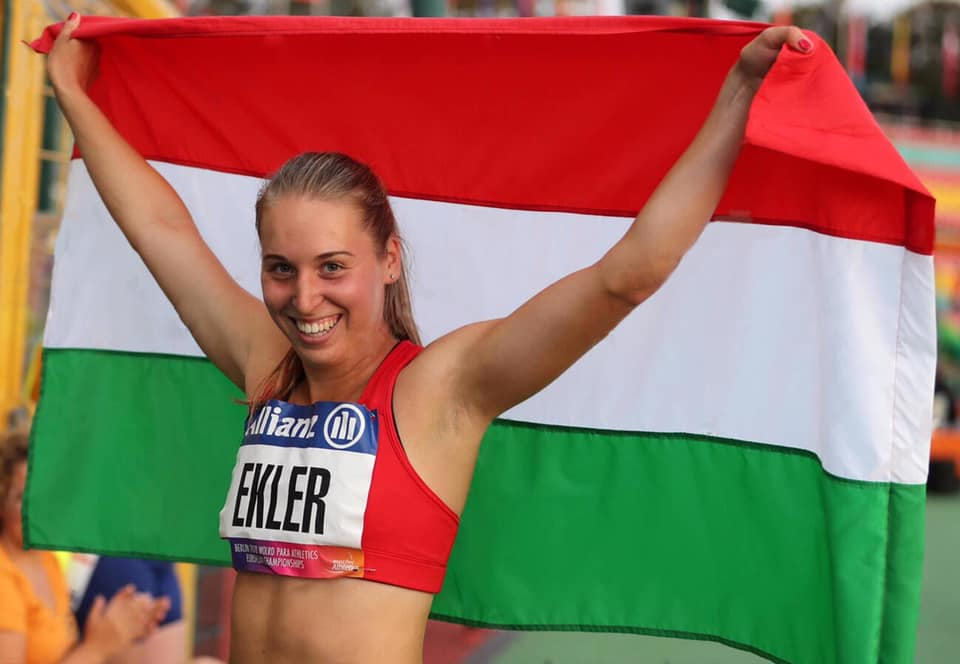 Allianz
EKLER
BERLIN 2018 WORLD PARA ATHLETICS
EUROPEAN CHAMPIONSHIPS